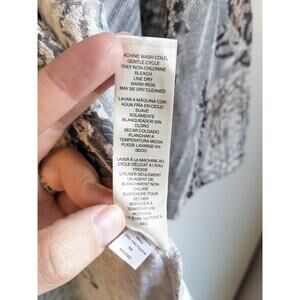 MACHINE WASH COLD,
GENTLE CYCLE
ONLY NON-CHLORINE
BLEACH
LINE DRY
WARM IRON
MAY BE DRY CLEANED
LAVAR A MAQUINA CON
AGUA FRIA EN CICLO
SUAVE
SOLAMENTE
BLANQUEADOR SIN
CLORO
SECAR COLGADO
PLANCHAR A
TEMPERATURA MEDIA
PUEDE LAVARSE EN
SECO
LAVER À LA MACHINE AU
CYCLE DÉLICAT À L'EAU
FROIDE
UTILISER SEULEMENT
UN AGENT DE
BLANCHIMENT NON
CHLORÉ
SUSPENDRE POUR
SÉCHER
REPASSER À
TEMPÉRATURE
MOYENNE
ÊTRE NETTOYÉ À
SEC